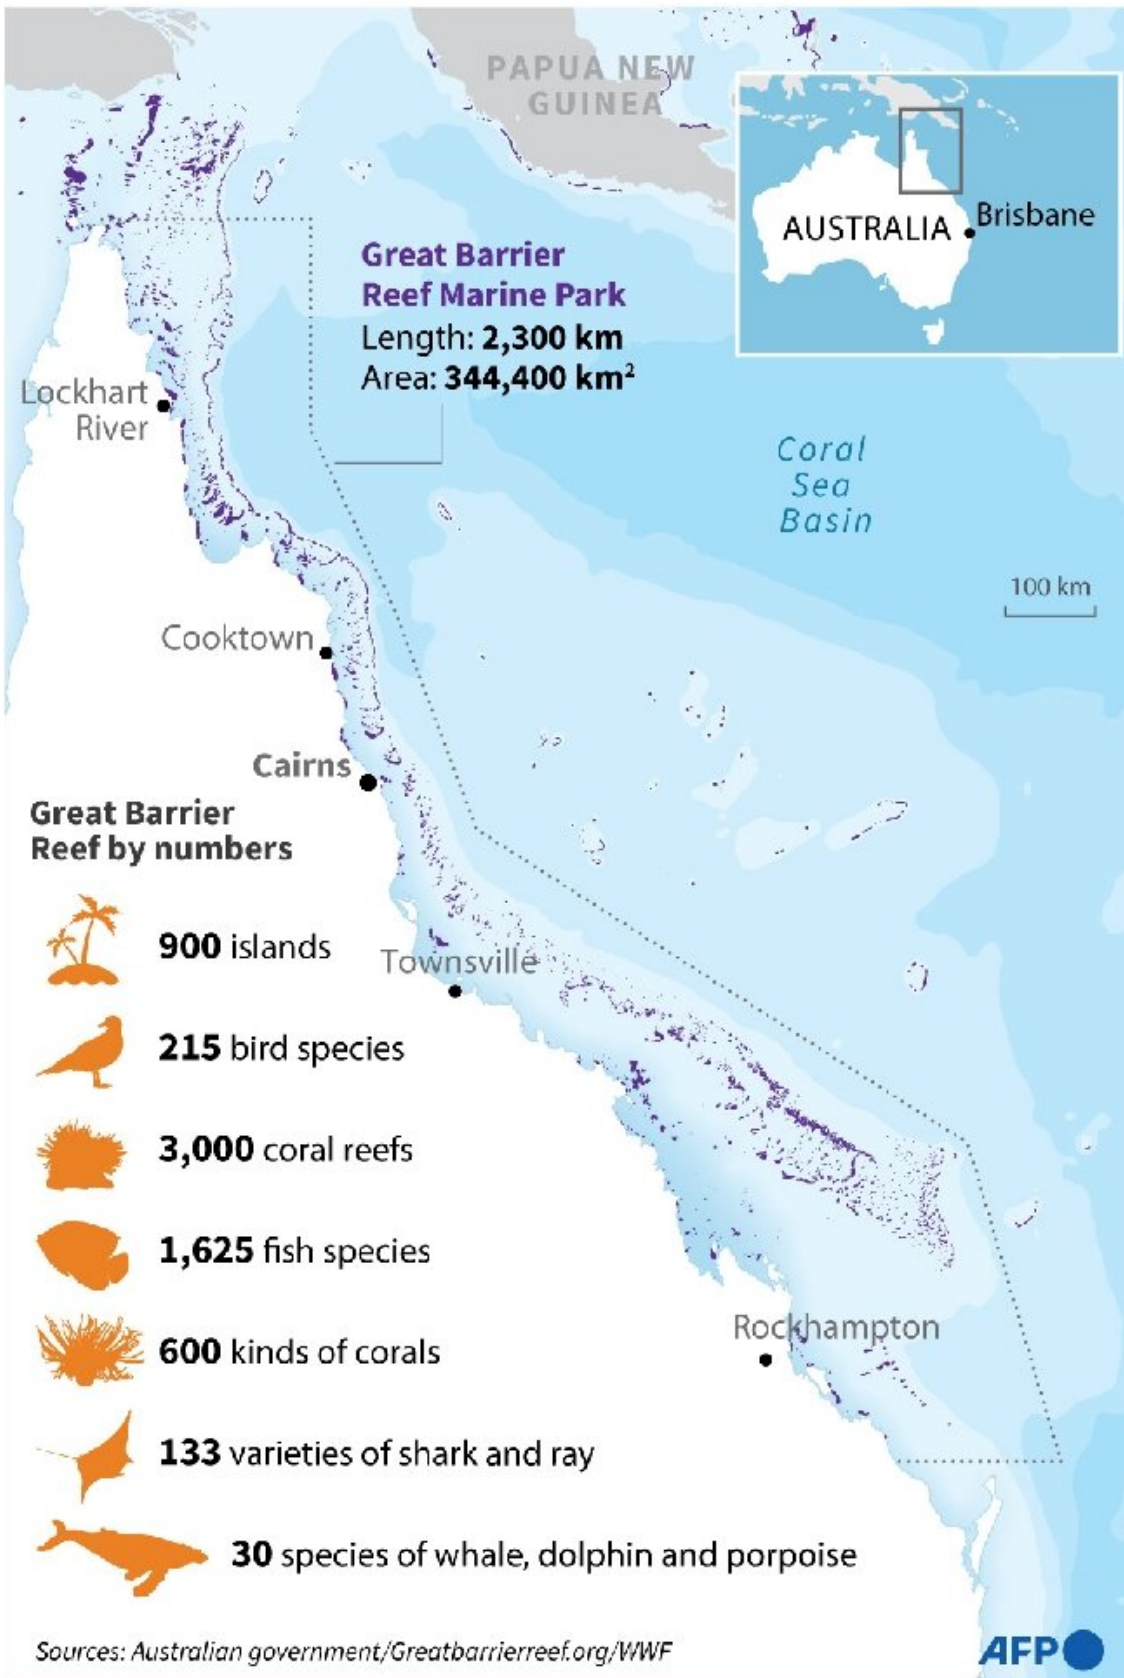 PAPUA NEW
GUINEA
AUSTRALIA
Brisbane
Great Barrier
Reef Marine Park
Length: 2,300 km
Area: 344,400 km²
Lockhart
River
Coral
Sea
Basin
100 km
Cooktown
Cairns
Great Barrier
Reef by numbers
900 islands
Townsville
215 bird species
3,000 coral reefs
1,625 fish species
Rockhampton
600 kinds of corals
133 varieties of shark and ray
30 species of whale, dolphin and porpoise
Sources: Australian government/Greatbarrierreef.org/WWF
AFP